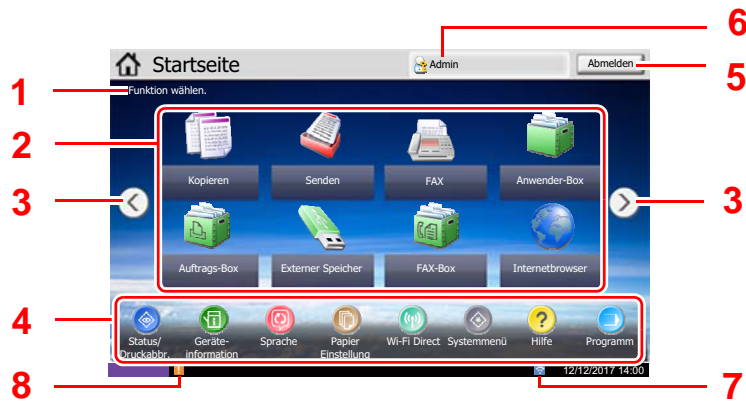 6
Startseite
Admin
Abmelden
5
1
Funktion wählen.
2
Kopieren
Senden
FAX
Anwender-Box
3
3
Auftrags-Box
Externer Speicher
FAX-Box
Internetbrowser
4
Status/
Druckabbr.
Geräte-
information
Sprache
Papier
Einstellung
Wi-Fi Direct
Systemmenü
?
Hilfe
Programm
8
!
7
12/12/2017 14:00